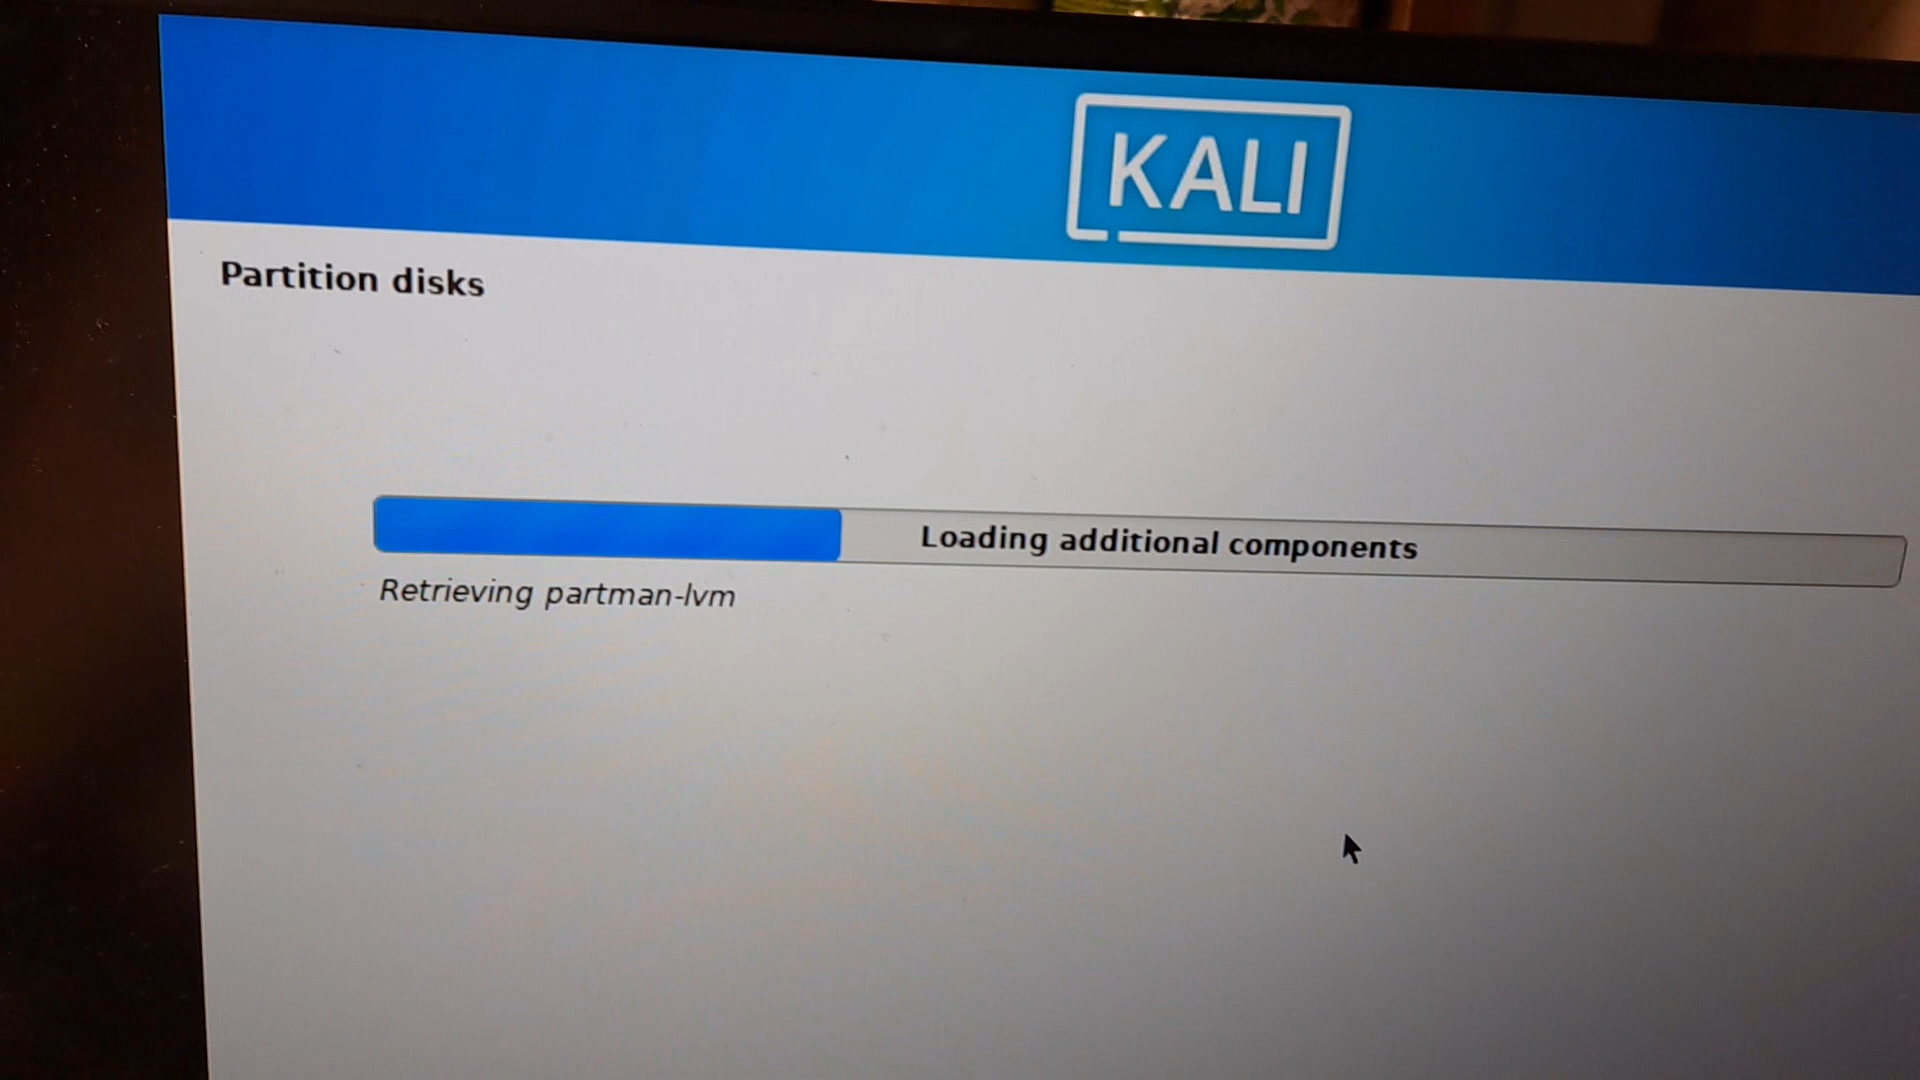 KALI
Partition disks
Loading additional components
Retrieving partman-lvm